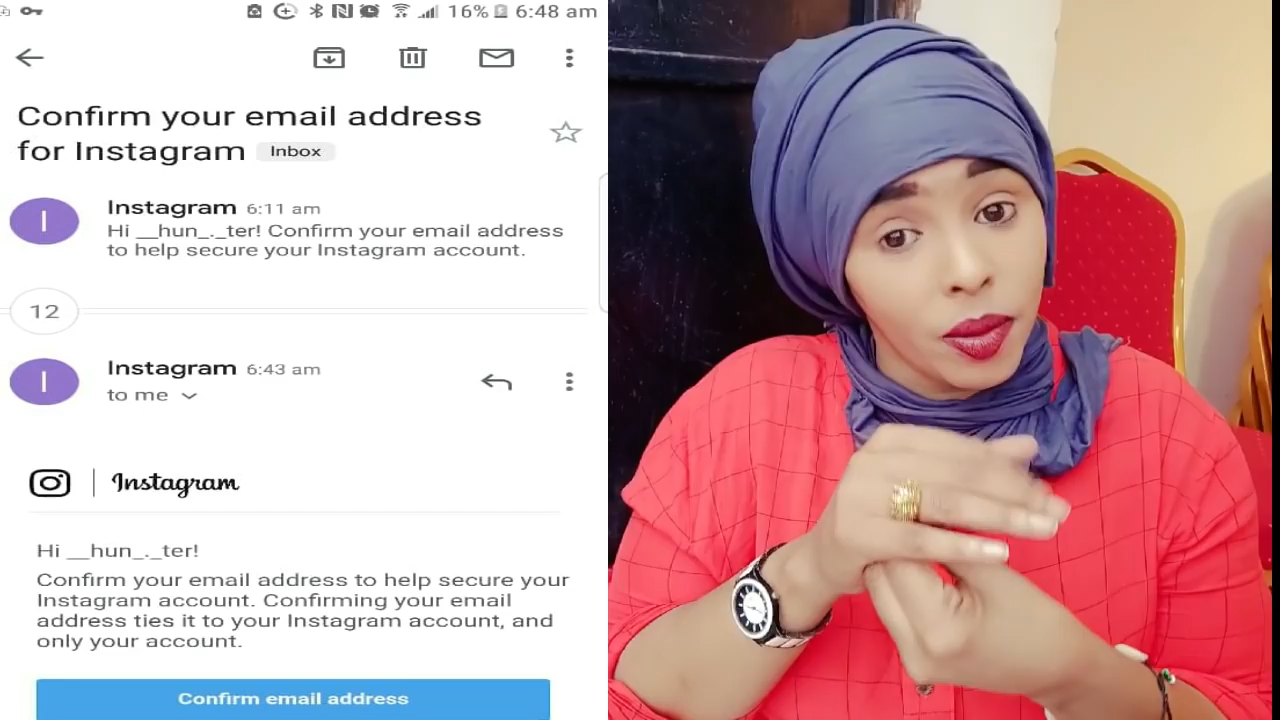 16% 6:48 am
Confirm your email address
for Instagram Inbox
I
Instagram 6:11 am
Hi __hun_._ter! Confirm your email address
to help secure your Instagram account.
12
I
Instagram 6:43 am
to me
Instagram
Hi __hun_._ter!
Confirm your email address to help secure your
Instagram account. Confirming your email
address ties it to your Instagram account, and
only your account.
Confirm email address